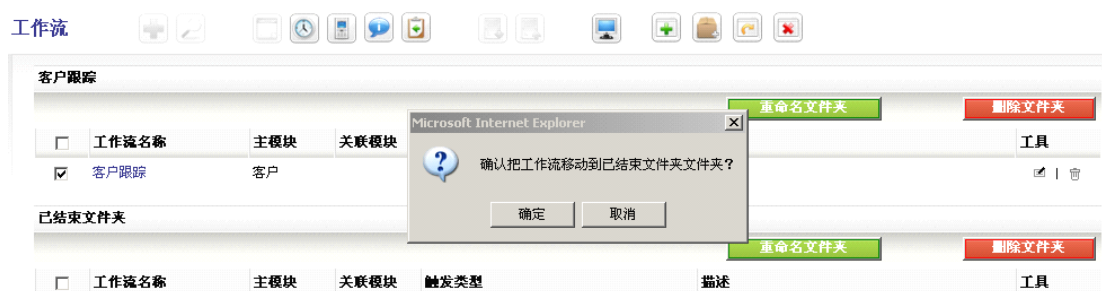 工作流
客户跟踪
重命名文件夹 删除文件夹
Microsoft Internet Explorer
工作流名称 主模块 关联模块 工具
确认把工作流移动到已结束文件夹文件夹？
客户跟踪 客户 |
确定 取消
已结束文件夹
重命名文件夹 删除文件夹
工作流名称 主模块 关联模块 触发类型 描述 工具